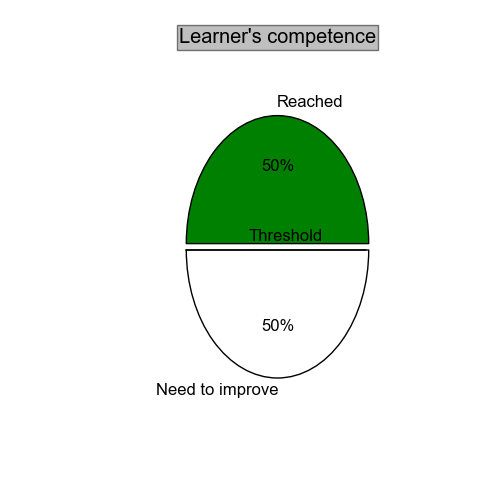 Learner's competence
Reached
50%
Threshold
50%
Need to improve